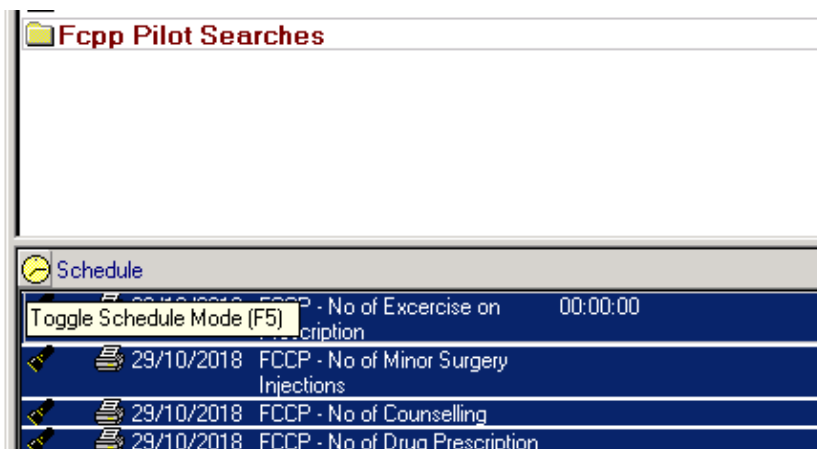 Fcpp Pilot Searches
Schedule
FCCP - No of Excercise on 00:00:00
Toggle Schedule Mode (F5)
29/10/2018 FCCP - No of Minor Surgery
Injections
29/10/2018 FCCP - No of Counselling
29/10/2018 FCCP - No of Drug Prescription